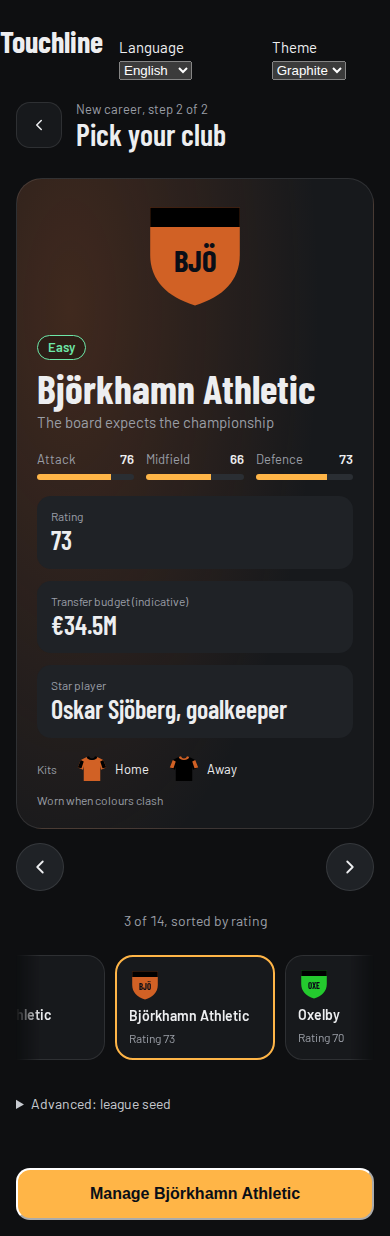 Touchline
Language
Theme
English
Graphite
New career, step 2 of 2
Pick your club
BJÖ
Easy
Björkhamn Athletic
The board expects the championship
Attack 76 Midfield 66 Defence 73
Rating
73
Transfer budget (indicative)
€34.5M
Star player
Oskar Sjöberg, goalkeeper
Kits Home Away
Worn when colours clash
3 of 14, sorted by rating
BJÖ
OXE
hletic
Björkhamn Athletic
Oxelby
Rating 73
Rating 70
Advanced: league seed
Manage Björkhamn Athletic